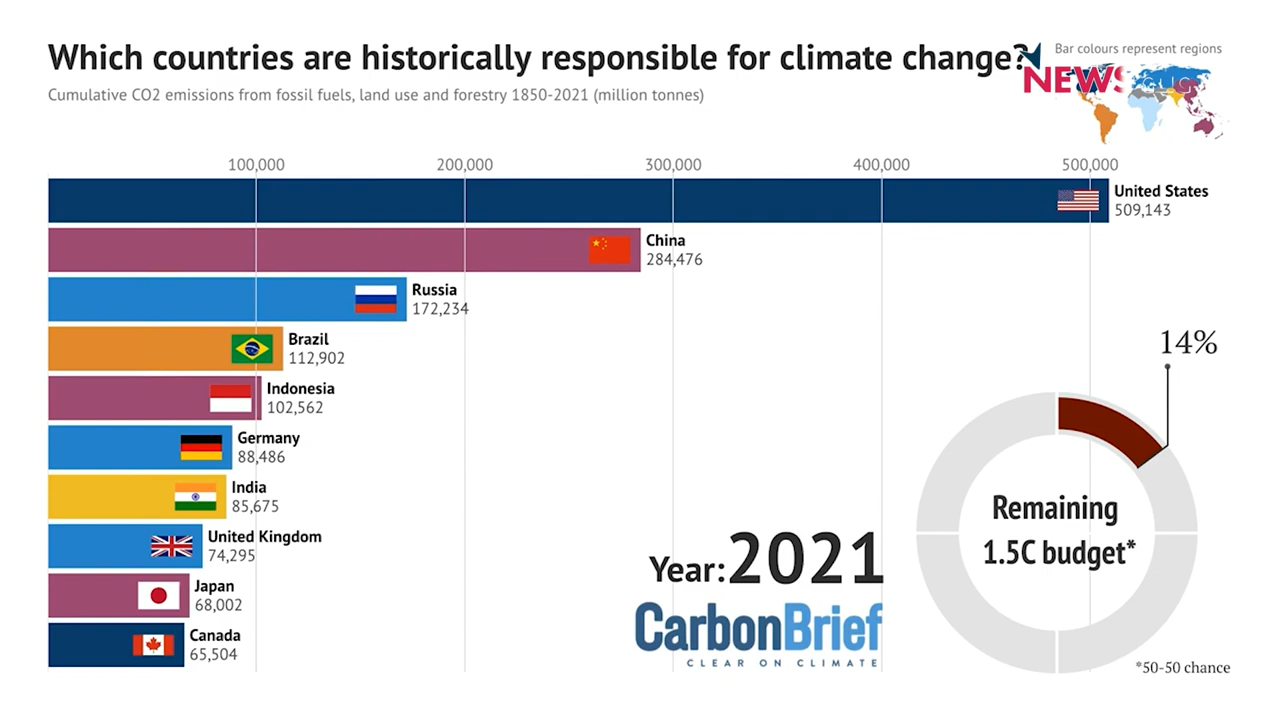 Which countries are historically responsible for climate change?
Bar colours represent regions
NEWS
Cumulative CO2 emissions from fossil fuels, land use and forestry 1850-2021 (million tonnes)
100,000 200,000 300,000 400,000 500,000
United States
509,143
China
284,476
Russia
172,234
Brazil
112,902
Indonesia
102,562
Germany
88,486
India
85,675
United Kingdom
74,295
Japan
68,002
Canada
65,504
Year: 2021
CarbonBrief
CLEAR ON CLIMATE
14%
Remaining
1.5C budget*
*50-50 chance